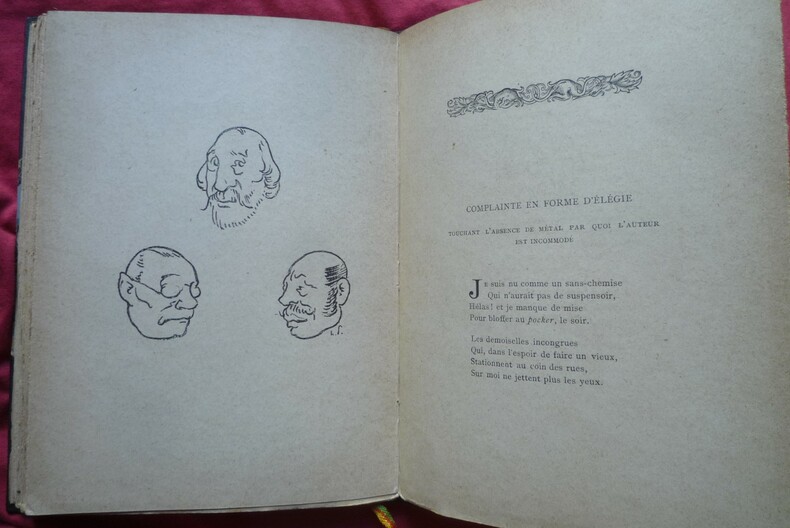 COMPLAINTE EN FORME D'ÉLÉGIE
TOUCHANT L'ABSENCE DE MÉTAL PAR QUOI L'AUTEUR
EST INCOMMODÉ
Je suis nu comme un sans-chemise
Qui n'aurait pas de suspensoir,
Hélas! et je manque de mise
Pour bloffer au pocker, le soir.
Les demoiselles incongrues
Qui, dans l'espoir de faire un vieux,
Stationnent au coin des rues,
Sur moi ne jettent plus les yeux.